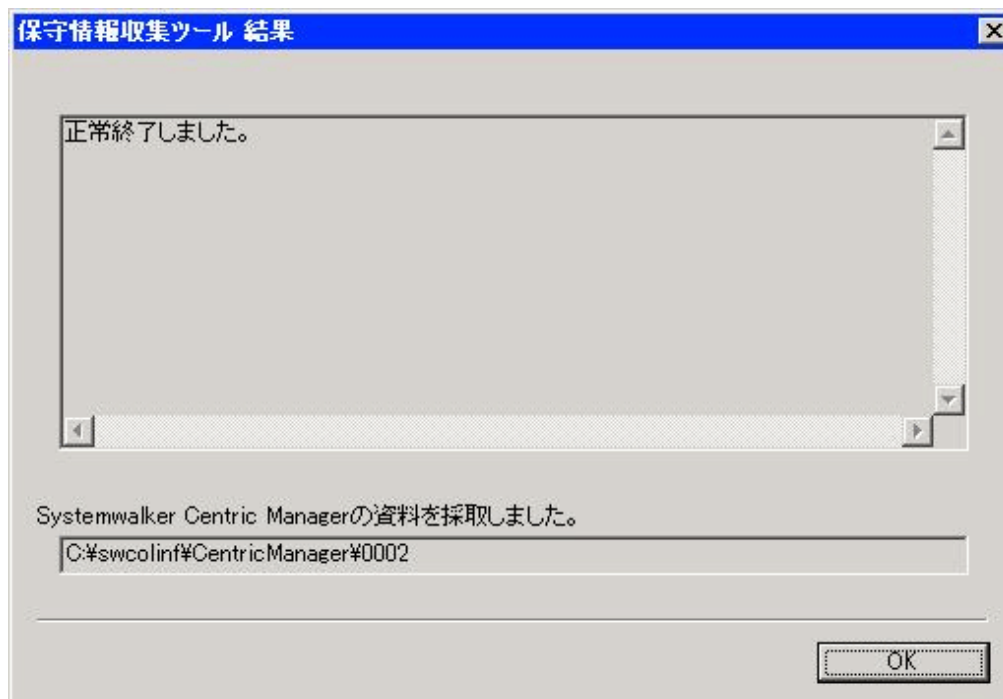 保守情報収集ツール 結果
正常終了しました。
Systemwalker Centric Managerの資料を採取しました。
C:¥swcolinf¥CentricManager¥0002
OK